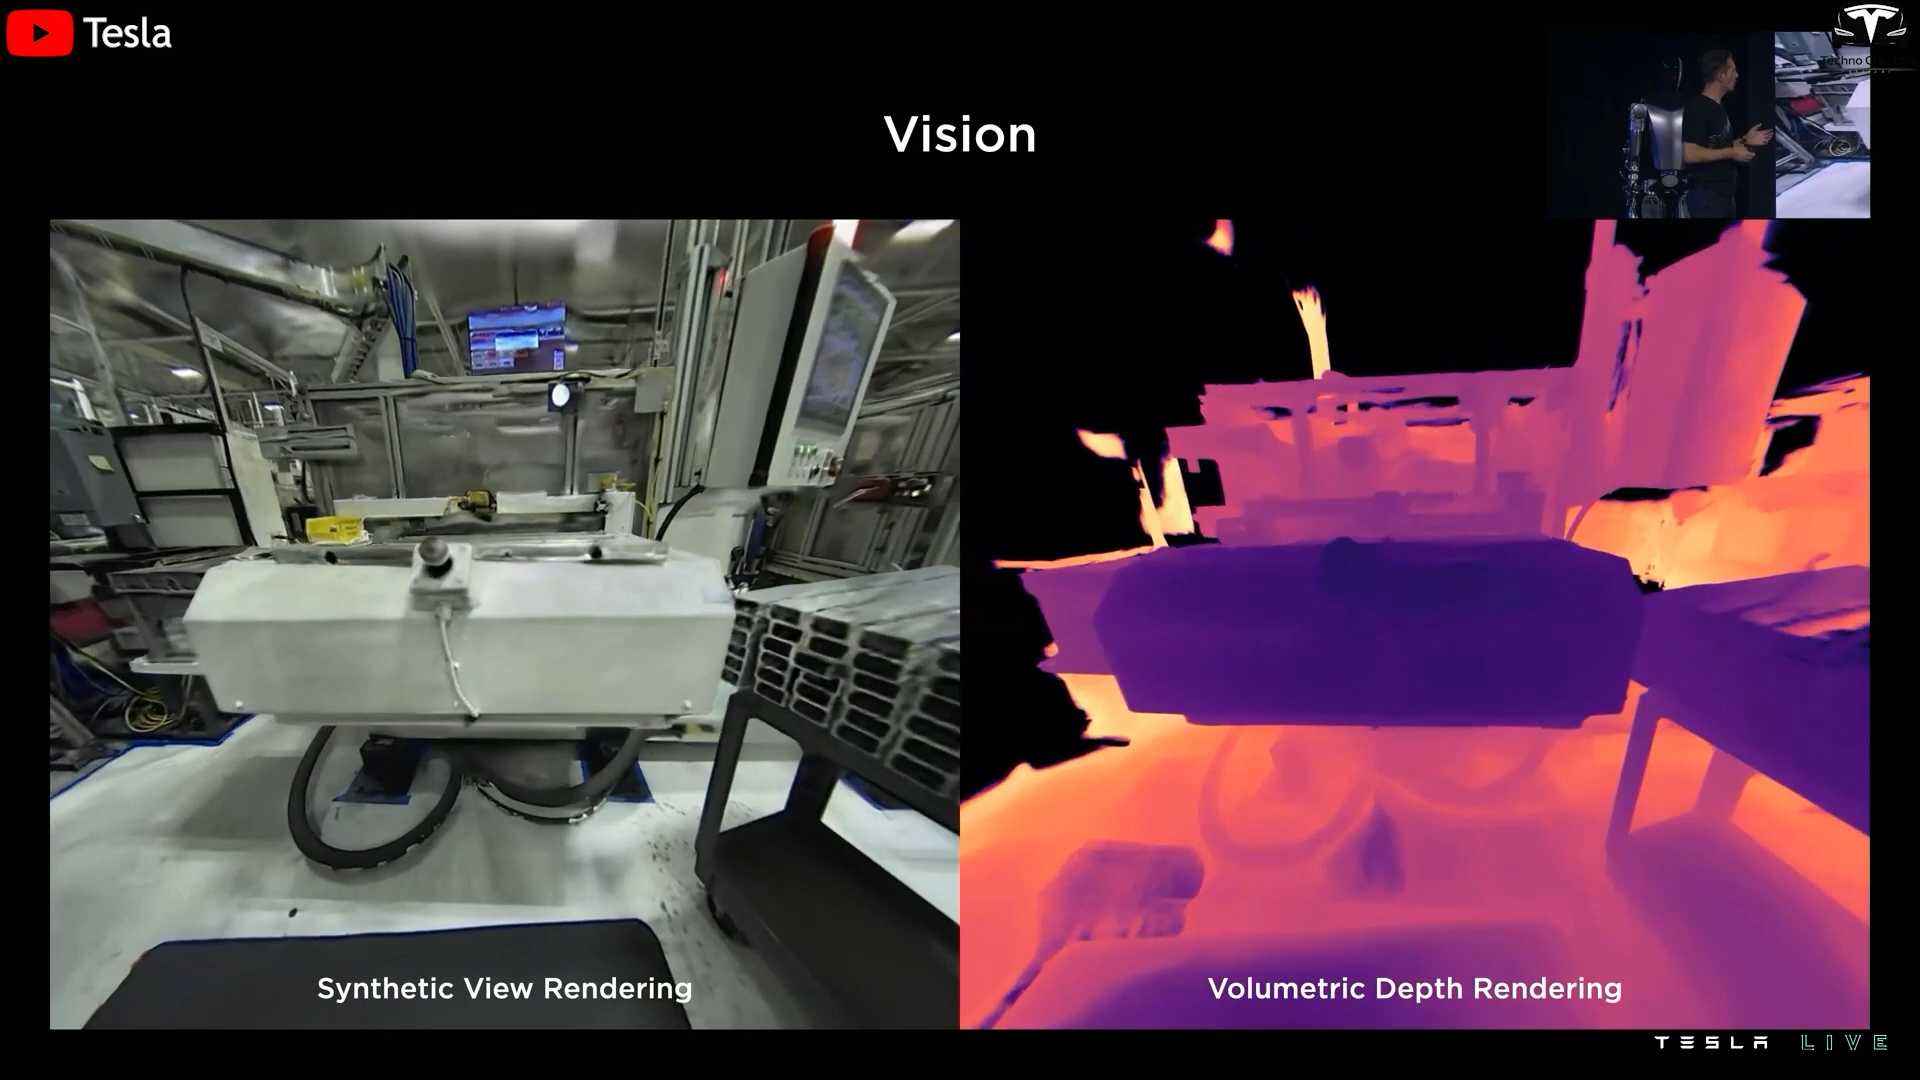 Tesla
Vision
Synthetic View Rendering
Volumetric Depth Rendering
TESLA LIVE